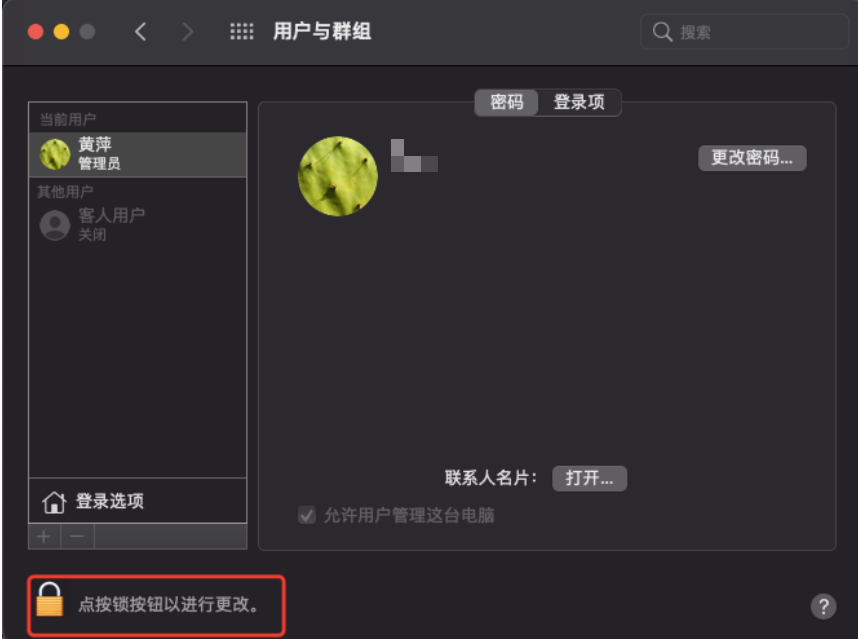 用户与群组
搜索
密码
登录项
当前用户
黄萍
管理员
其他用户
客人用户
关闭
更改密码...
联系人名片：
打开...
允许用户管理这台电脑
登录选项
+
−
点按锁按钮以进行更改。
?